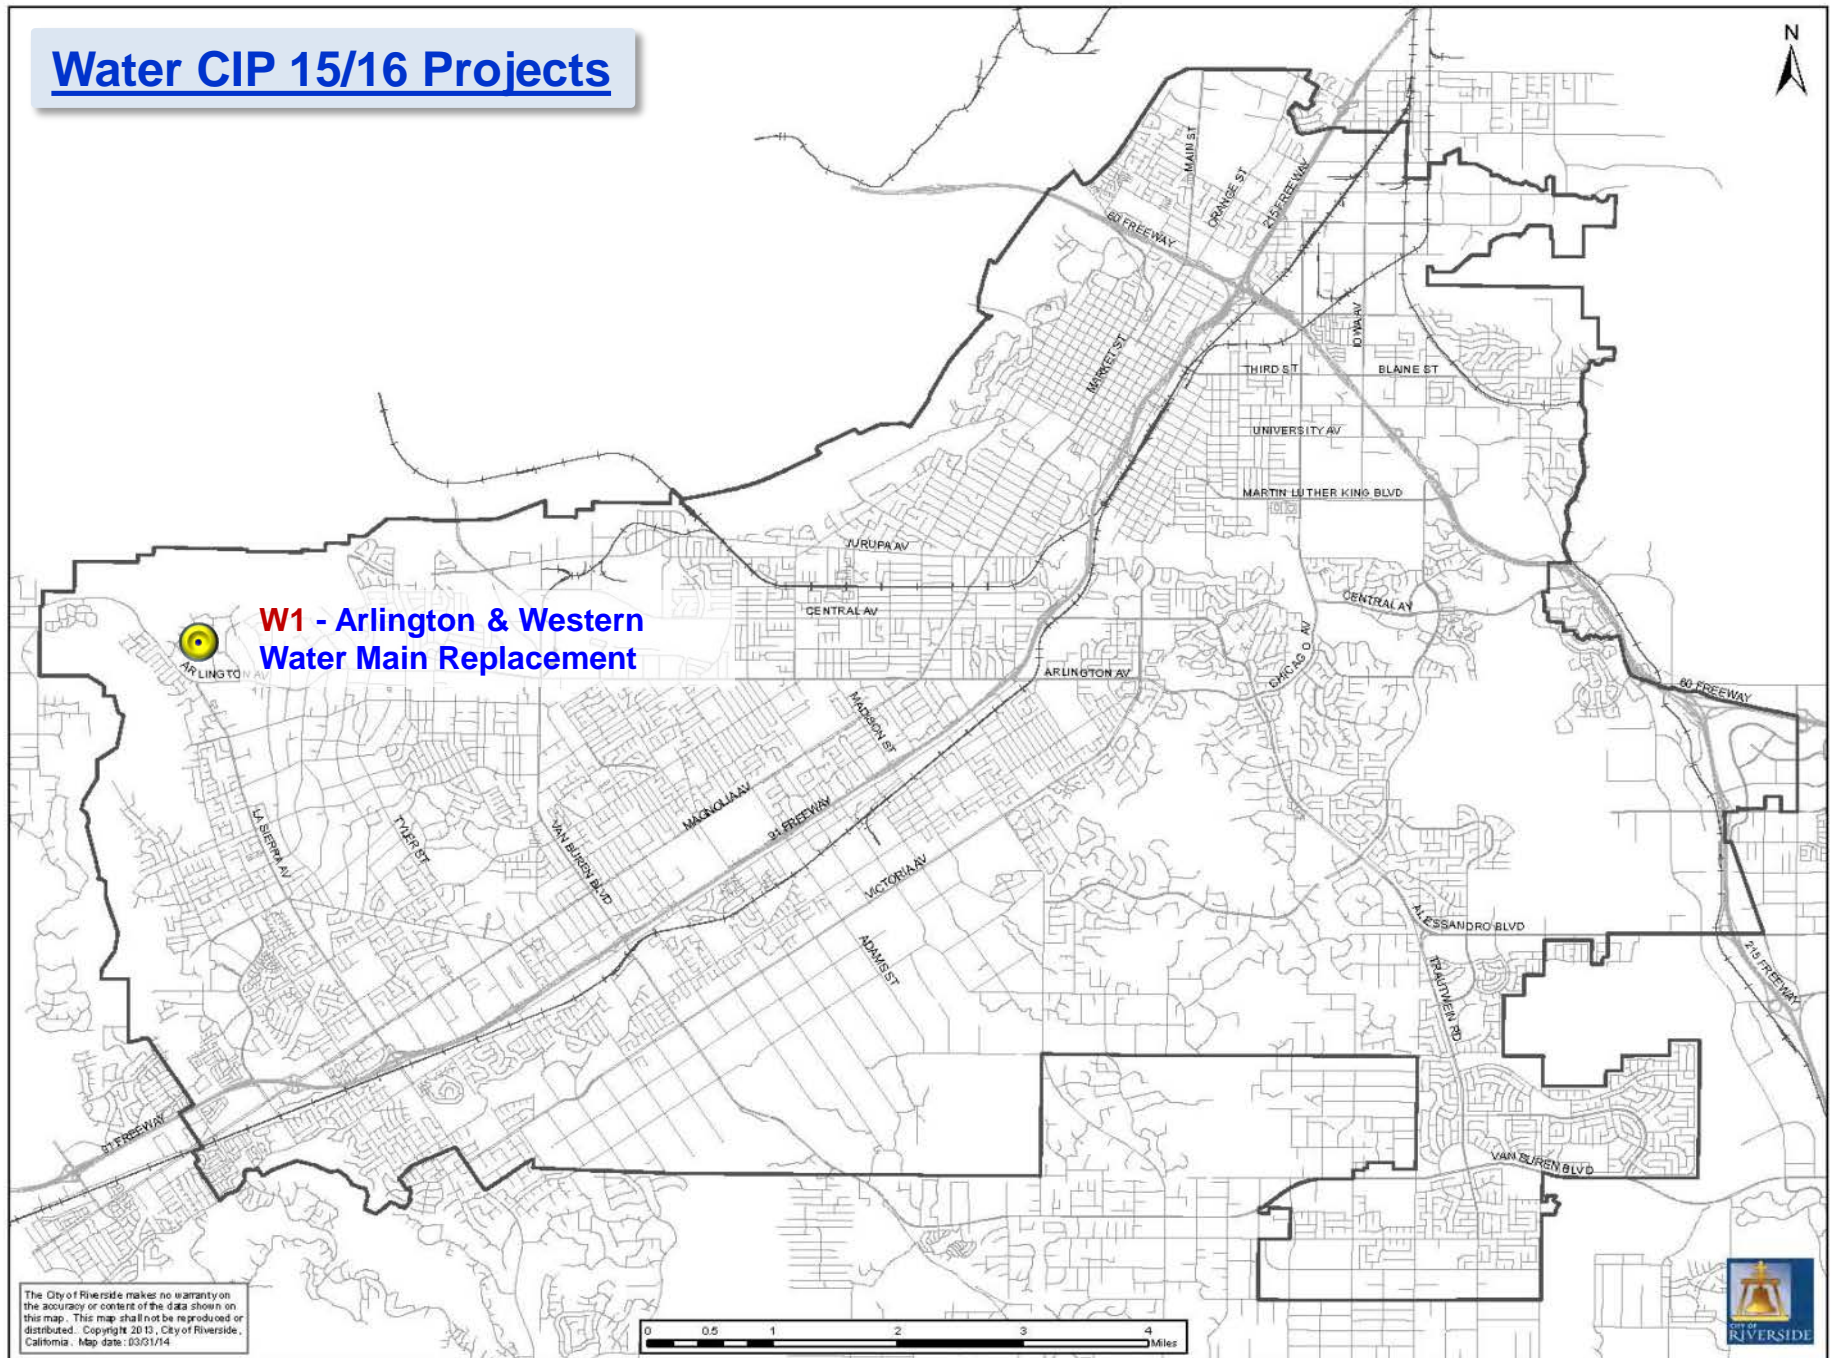 Water CIP 15/16 Projects
N
MAIN ST
ORANGE ST
215 FREEWAY
60 FREEWAY
IOWA AV
MARKET ST
THIRD ST
BLAINE ST
UNIVERSITY AV
MARTIN LUTHER KING BLVD
JURUPA AV
CENTRAL AV
CENTRAL AV
W1 - Arlington & Western
Water Main Replacement
ARLINGTON AV
ARLINGTON AV
CHICAGO AV
60 FREEWAY
MADISON ST
MAGNOLIA AV
91 FREEWAY
LA SIERRA AV
TYLER ST
VAN BUREN BLVD
VICTORIA AV
ADAMS ST
ALESSANDRO BLVD
TRAUTWEIN RD
215 FREEWAY
91 FREEWAY
VAN BUREN BLVD
The City of Riverside makes no warranty on
the accuracy or content of the data shown on
this map. This map shall not be reproduced or
distributed. Copyright 2013, City of Riverside,
California. Map date: 03/31/14
0 0.5 1 2 3 4
Miles
CITY OF
RIVERSIDE